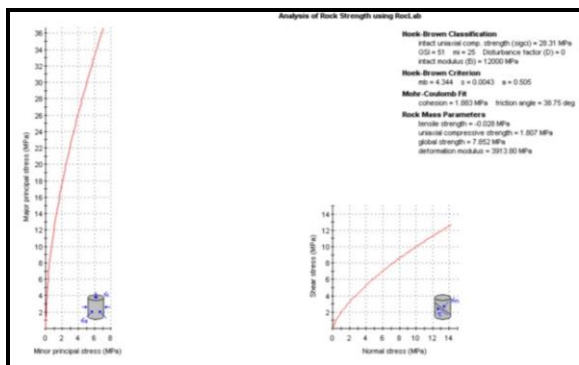 Analysis of Rock Strength using RocLab
Hoek-Brown Classification
intact uniaxial comp. strength (sigci) = 28.31 MPa
GSI = 51 mi = 25 Disturbance factor (D) = 0
intact modulus (Ei) = 12000 MPa
Hoek-Brown Criterion
mb = 4.344 s = 0.0043 a = 0.505
Mohr-Coulomb Fit
cohesion = 1.883 MPa friction angle = 38.75 deg
Rock Mass Parameters
tensile strength = -0.028 MPa
uniaxial compressive strength = 1.807 MPa
global strength = 7.852 MPa
deformation modulus = 3913.80 MPa
Major principal stress (MPa)
36
34
32
30
28
26
24
22
20
18
16
14
12
10
8
6
4
2
0 2 4 6 8
Minor principal stress (MPa)
Shear stress (MPa)
14
12
10
8
6
4
2
0 2 4 6 8 10 12 14
Normal stress (MPa)